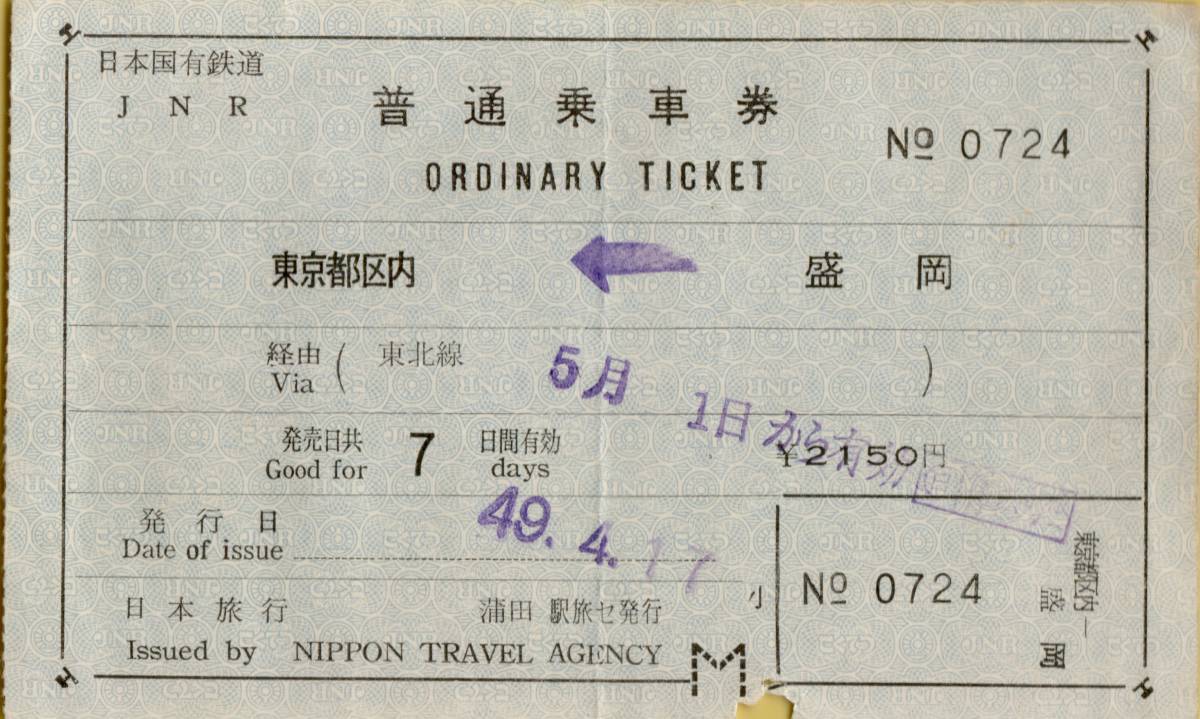 日本国有鉄道
J N R
普通乗車券
ORDINARY TICKET
№ 0724
東京都区内 ← 盛岡
経由 ( 東北線 )
Via
5月1日から有効
発売日共 7 日間有効
Good for days
¥2150円
発行日 49.4.17
Date of issue
日本旅行 蒲田駅旅セ発行
Issued by NIPPON TRAVEL AGENCY
小
№ 0724
東京都区内―盛岡